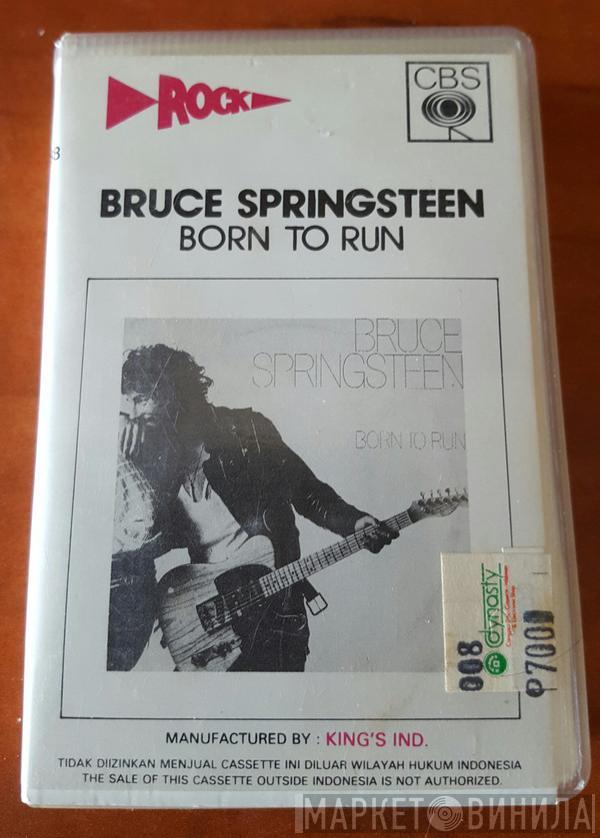 ROCK
CBS
8
BRUCE SPRINGSTEEN
BORN TO RUN
BRUCE
SPRINGSTEEN
BORN TO RUN
008
dynasty
P7000
MANUFACTURED BY : KING'S IND.
TIDAK DIIZINKAN MENJUAL CASSETTE INI DILUAR WILAYAH HUKUM INDONESIA
THE SALE OF THIS CASSETTE OUTSIDE INDONESIA IS NOT AUTHORIZED.
МАРКЕТ ВИНИЛА